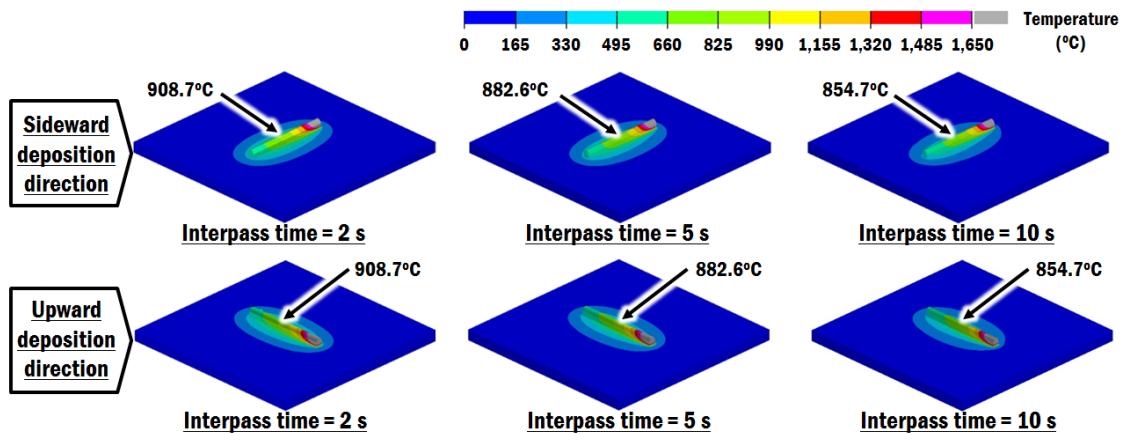 Temperature
(ºC)
0 165 330 495 660 825 990 1,155 1,320 1,485 1,650
Sideward
deposition
direction
908.7ºC
882.6ºC
854.7ºC
Interpass time = 2 s
Interpass time = 5 s
Interpass time = 10 s
Upward
deposition
direction
908.7ºC
882.6ºC
854.7ºC
Interpass time = 2 s
Interpass time = 5 s
Interpass time = 10 s